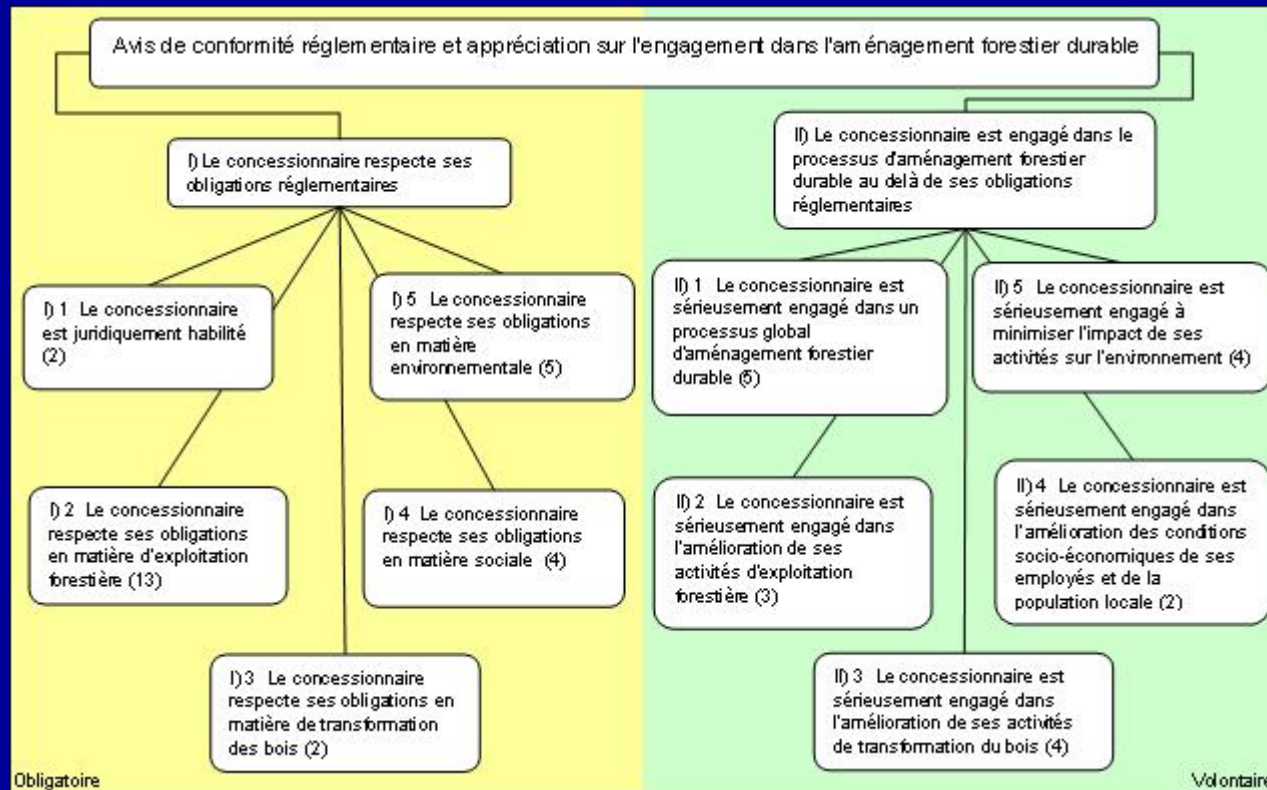 Avis de conformité réglementaire et appréciation sur l'engagement dans l'aménagement forestier durable
I) Le concessionnaire respecte ses
obligations réglementaires
I) 1 Le concessionnaire
est juridiquement habilité
(2)
I) 5 Le concessionnaire
respecte ses obligations
en matière
environnementale (5)
I) 2 Le concessionnaire
respecte ses obligations
en matière d'exploitation
forestière (13)
I) 4 Le concessionnaire
respecte ses obligations
en matière sociale (4)
I) 3 Le concessionnaire
respecte ses obligations en
matière de transformation
des bois (2)
Obligatoire
II) Le concessionnaire est engagé dans le
processus d'aménagement forestier
durable au delà de ses obligations
réglementaires
II) 1 Le concessionnaire est
sérieusement engagé dans un
processus global
d'aménagement forestier
durable (5)
II) 5 Le concessionnaire est
sérieusement engagé à
minimiser l'impact de ses
activités sur l'environnement (4)
II) 2 Le concessionnaire est
sérieusement engagé dans
l'amélioration de ses
activités d'exploitation
forestière (3)
II) 4 Le concessionnaire est
sérieusement engagé dans
l'amélioration des conditions
socio-économiques de ses
employés et de la
population locale (2)
II) 3 Le concessionnaire est
sérieusement engagé dans
l'amélioration de ses activités
de transformation du bois (4)
Volontaire